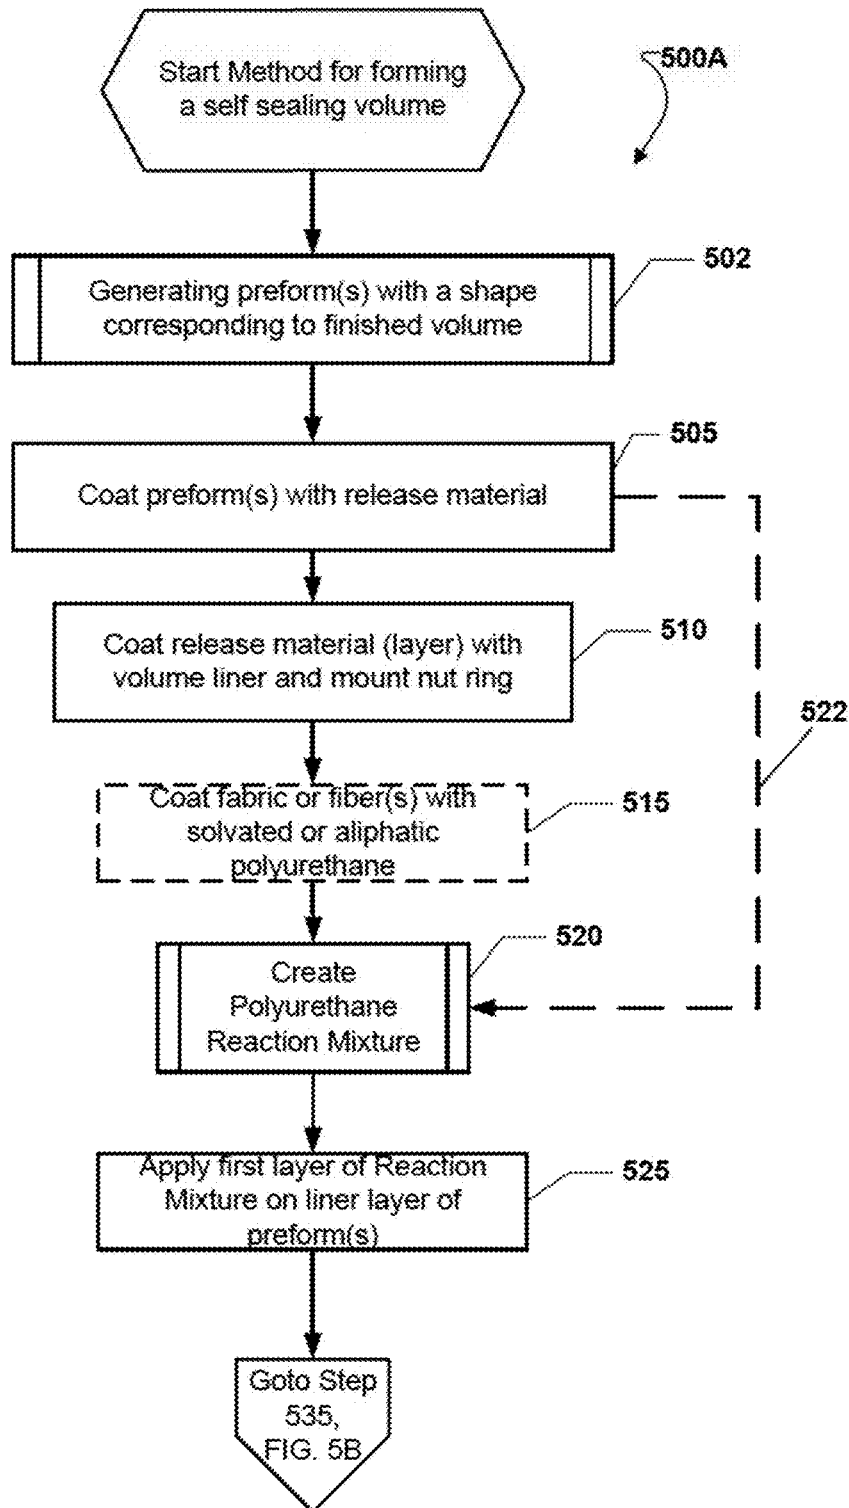 Start Method for forming
a self sealing volume
500A
Generating preform(s) with a shape
corresponding to finished volume
502
Coat preform(s) with release material
505
Coat release material (layer) with
volume liner and mount nut ring
510
522
Coat fabric or fiber(s) with
solvated or aliphatic
polyurethane
515
Create
Polyurethane
Reaction Mixture
520
Apply first layer of Reaction
Mixture on liner layer of
preform(s)
525
Goto Step
535,
FIG. 5B